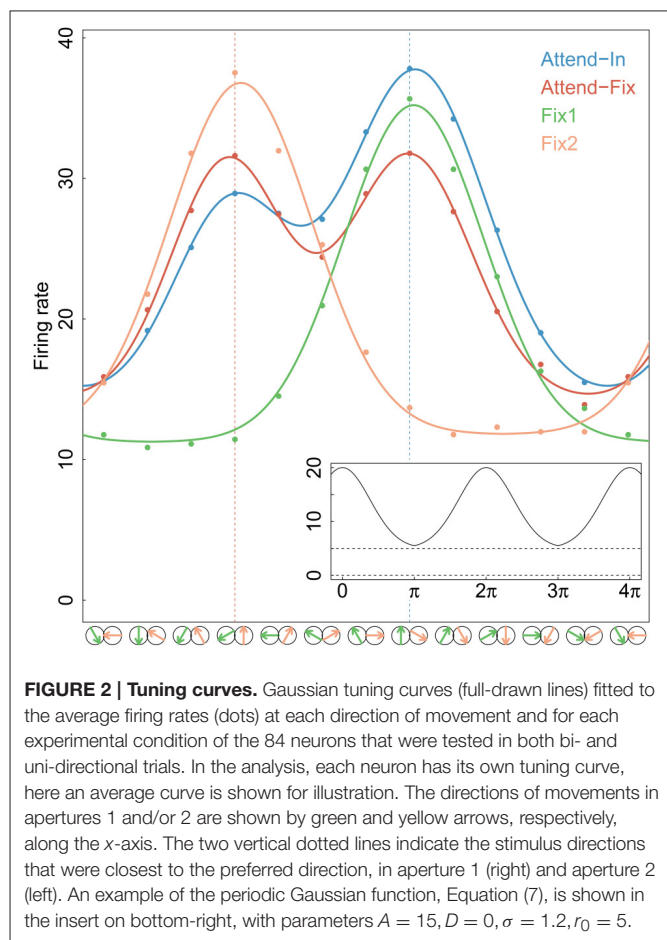 40
30
20
10
0
Firing rate
Attend−In
Attend−Fix
Fix1
Fix2
20
10
0
0 π 2π 3π 4π
FIGURE 2 | Tuning curves. Gaussian tuning curves (full-drawn lines) fitted to
the average firing rates (dots) at each direction of movement and for each
experimental condition of the 84 neurons that were tested in both bi- and
uni-directional trials. In the analysis, each neuron has its own tuning curve,
here an average curve is shown for illustration. The directions of movements in
apertures 1 and/or 2 are shown by green and yellow arrows, respectively,
along the x-axis. The two vertical dotted lines indicate the stimulus directions
that were closest to the preferred direction, in aperture 1 (right) and aperture 2
(left). An example of the periodic Gaussian function, Equation (7), is shown in
the insert on bottom-right, with parameters A = 15, D = 0, σ = 1.2, r₀ = 5.